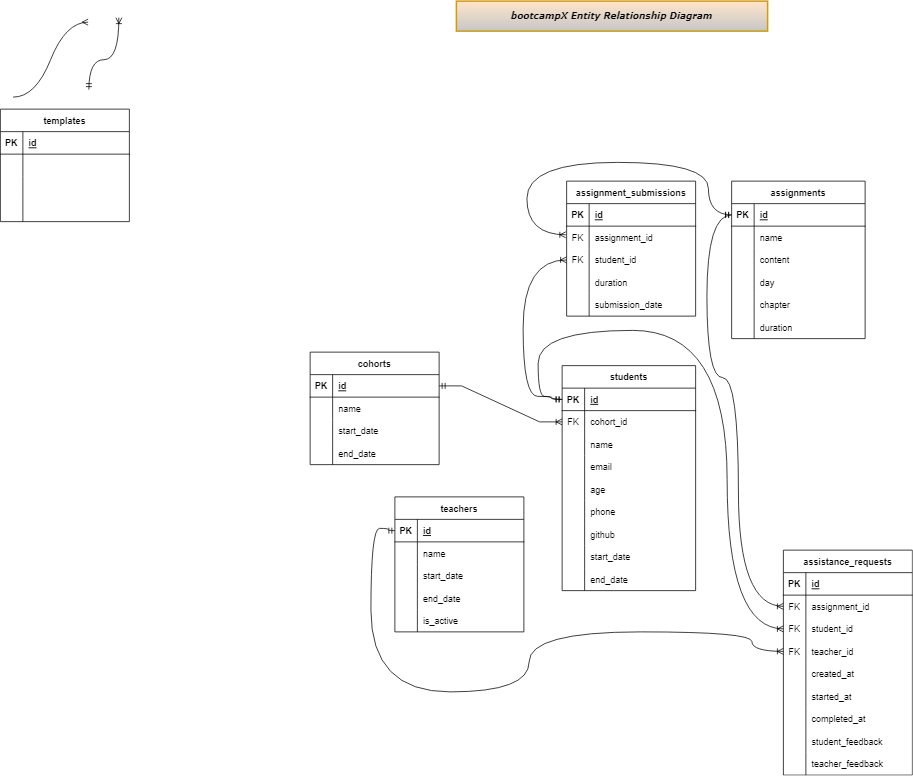 bootcampX Entity Relationship Diagram
templates
PK id
assignment_submissions
PK id
FK assignment_id
FK student_id
duration
submission_date
assignments
PK id
name
content
day
chapter
duration
cohorts
PK id
name
start_date
end_date
students
PK id
FK cohort_id
name
email
age
phone
github
start_date
end_date
teachers
PK id
name
start_date
end_date
is_active
assistance_requests
PK id
FK assignment_id
FK student_id
FK teacher_id
created_at
started_at
completed_at
student_feedback
teacher_feedback